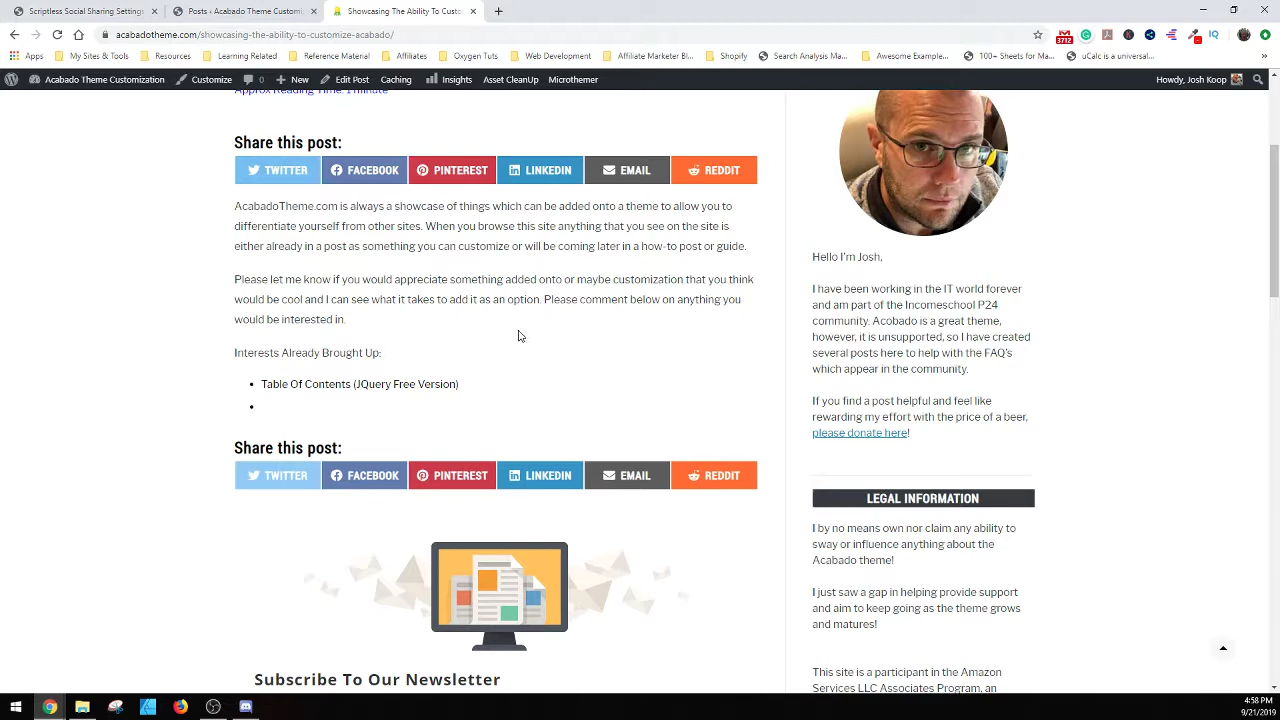 Scriptless Social Sharing Settings
Posts ‹ Acabado Theme Customiz
Showcasing The Ability To Custo
acabadotheme.com/showcasing-the-ability-to-customize-acabado/
3712
IQ
Apps
My Sites & Tools
Resources
Learning Related
Reference Material
Affiliates
Oxygen Tuts
Web Development
Affiliate Marketer Bl...
Shopify
Search Analysis Ma...
Awesome Example...
100+ Sheets for Ma...
uCalc is a universal...
Acabado Theme Customization
Customize
0
New
Edit Post
Caching
Insights
Asset CleanUp
Microthemer
Howdy, Josh Koop
Approx Reading Time: 1 minute
Share this post:
TWITTER
FACEBOOK
PINTEREST
LINKEDIN
EMAIL
REDDIT
AcabadoTheme.com is always a showcase of things which can be added onto a theme to allow you to
differentiate yourself from other sites. When you browse this site anything that you see on the site is
either already in a post as something you can customize or will be coming later in a how-to post or guide.
Please let me know if you would appreciate something added onto or maybe customization that you think
would be cool and I can see what it takes to add it as an option. Please comment below on anything you
would be interested in.
Interests Already Brought Up:
• Table Of Contents (JQuery Free Version)
•
Share this post:
TWITTER
FACEBOOK
PINTEREST
LINKEDIN
EMAIL
REDDIT
Subscribe To Our Newsletter
Hello I'm Josh,
I have been working in the IT world forever
and am part of the Incomeschool P24
community. Acobado is a great theme,
however, it is unsupported, so I have created
several posts here to help with the FAQ's
which appear in the community.
If you find a post helpful and feel like
rewarding my effort with the price of a beer,
please donate here!
LEGAL INFORMATION
I by no means own nor claim any ability to
sway or influence anything about the
Acabado theme!
I just saw a gap in helping provide support
and aim to keep going as the theme grows
and matures!
This site is a participant in the Amazon
Services LLC Associates Program, an
4:58 PM
9/21/2019